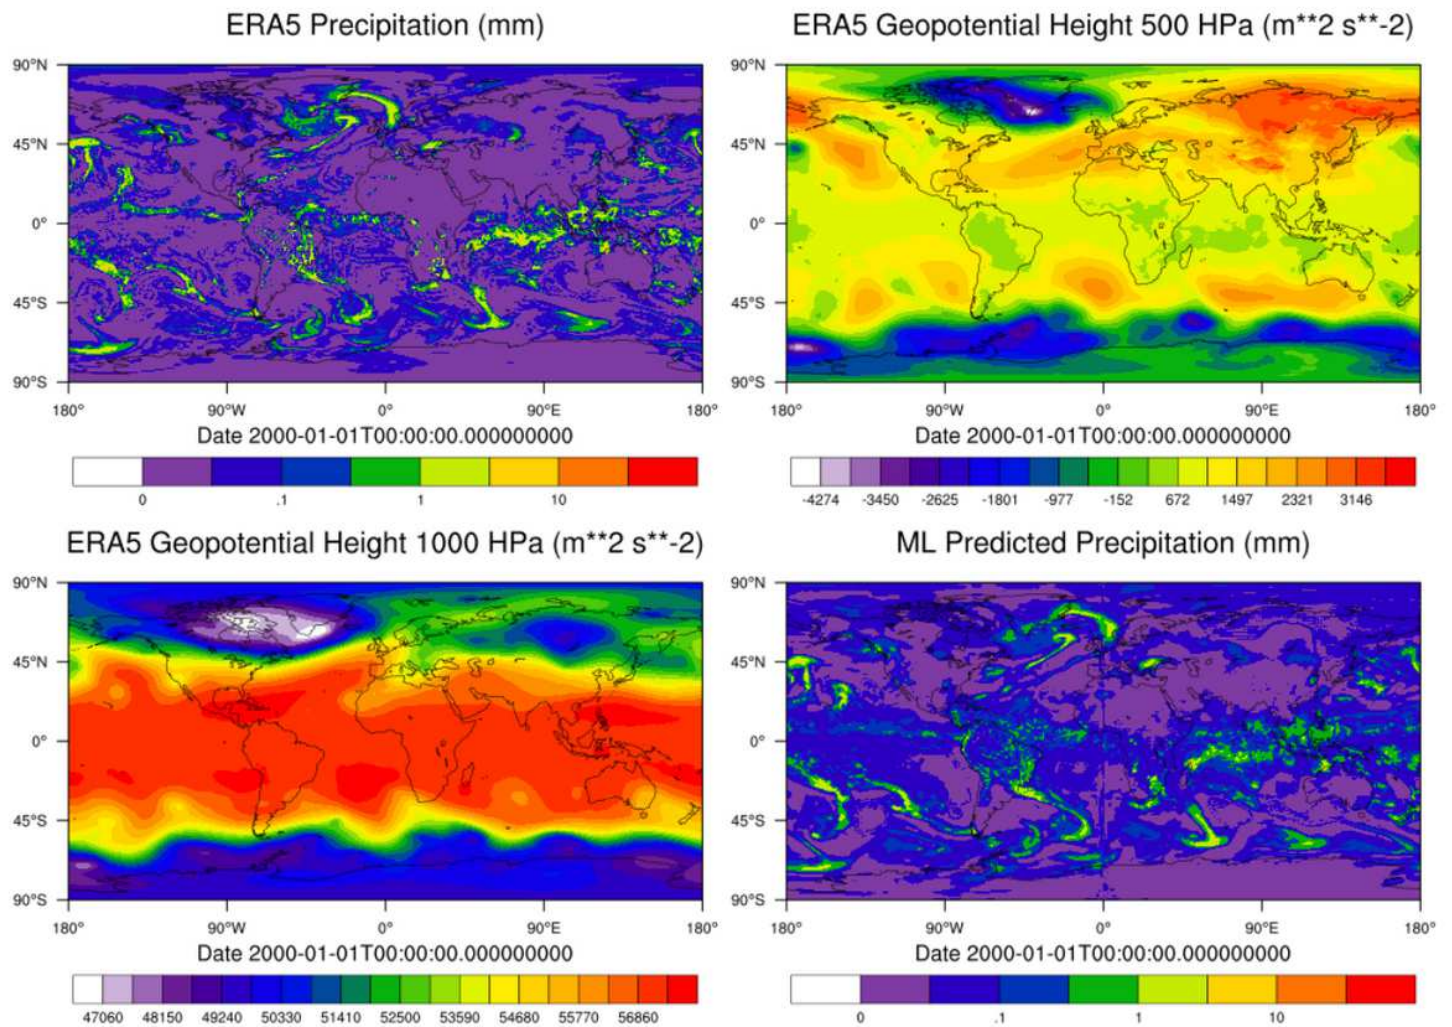 ERA5 Precipitation (mm)
90°N
45°N
0°
45°S
90°S
180° 90°W 0° 90°E 180°
Date 2000-01-01T00:00:00.000000000
0 .1 1 10
ERA5 Geopotential Height 500 HPa (m**2 s**-2)
90°N
45°N
0°
45°S
90°S
180° 90°W 0° 90°E 180°
Date 2000-01-01T00:00:00.000000000
-4274 -3450 -2625 -1801 -977 -152 672 1497 2321 3146
ERA5 Geopotential Height 1000 HPa (m**2 s**-2)
90°N
45°N
0°
45°S
90°S
180° 90°W 0° 90°E 180°
Date 2000-01-01T00:00:00.000000000
47060 48150 49240 50330 51410 52500 53590 54680 55770 56860
ML Predicted Precipitation (mm)
90°N
45°N
0°
45°S
90°S
180° 90°W 0° 90°E 180°
Date 2000-01-01T00:00:00.000000000
0 .1 1 10